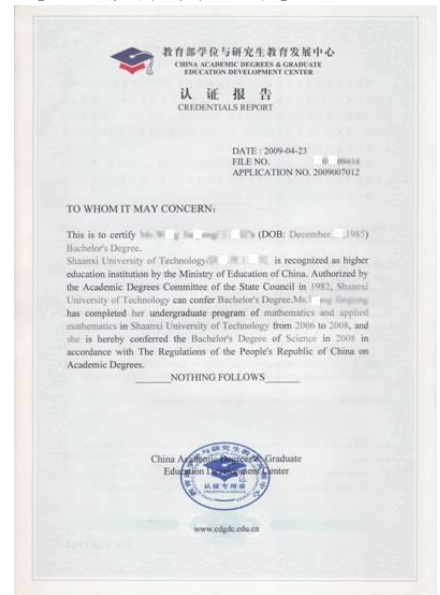 教育部学位与研究生教育发展中心
CHINA ACADEMIC DEGREES & GRADUATE
EDUCATION DEVELOPMENT CENTER
认 证 报 告
CREDENTIALS REPORT
DATE : 2009-04-23
FILE NO.
APPLICATION NO. 2009007012
TO WHOM IT MAY CONCERN:
This is to certify (DOB: December. ,1985)
Bachelor's Degree.
Shaanxi University of Technology/ is recognized as higher
education institution by the Ministry of Education of China. Authorized by
the Academic Degrees Committee of the State Council in 1982, Shaanxi
University of Technology can confer Bachelor's Degree.Ms.
has completed her undergraduate program of mathematics and applied
mathematics in Shaanxi University of Technology from 2006 to 2008, and
she is hereby conferred the Bachelor's Degree of Science in 2008 in
accordance with The Regulations of the People's Republic of China on
Academic Degrees.
NOTHING FOLLOWS
China Academic Degrees & Graduate
Education Development Center
认证专用章
www.cdgdc.edu.cn